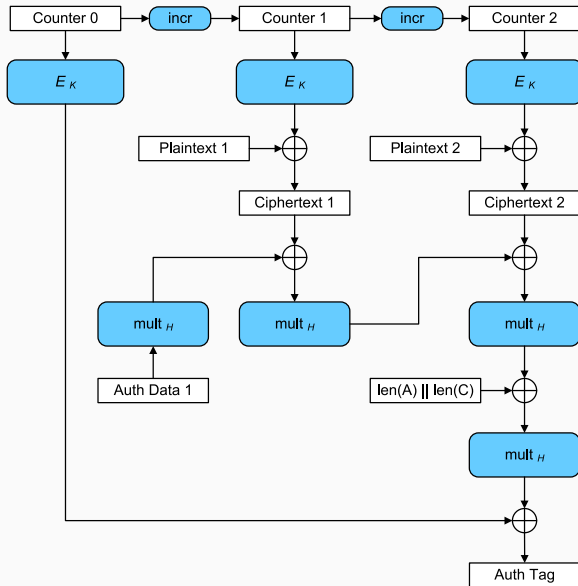 Counter 0 incr Counter 1 incr Counter 2
E K E K E K
Plaintext 1 Plaintext 2
Ciphertext 1 Ciphertext 2
mult H mult H mult H
Auth Data 1 len(A) || len(C)
mult H
Auth Tag